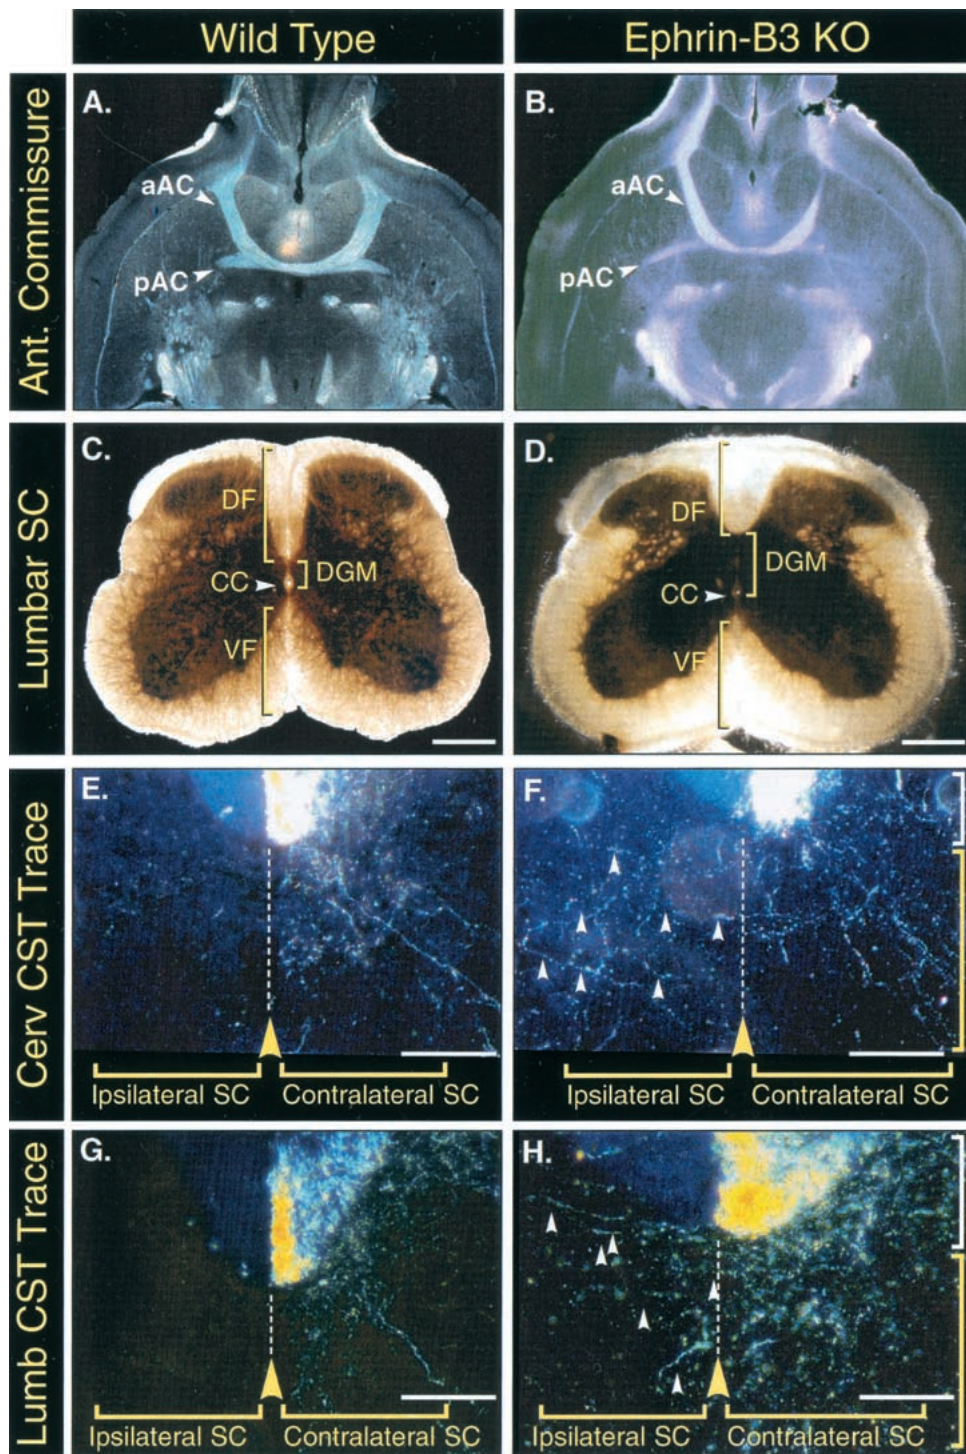 Wild Type
Ephrin-B3 KO
Ant. Commissure
A.
aAC
pAC
B.
aAC
pAC
Lumbar SC
C.
DF
CC
DGM
VF
D.
DF
DGM
CC
VF
Cerv CST Trace
E.
Ipsilateral SC
Contralateral SC
F.
Ipsilateral SC
Contralateral SC
Lumb CST Trace
G.
Ipsilateral SC
Contralateral SC
H.
Ipsilateral SC
Contralateral SC